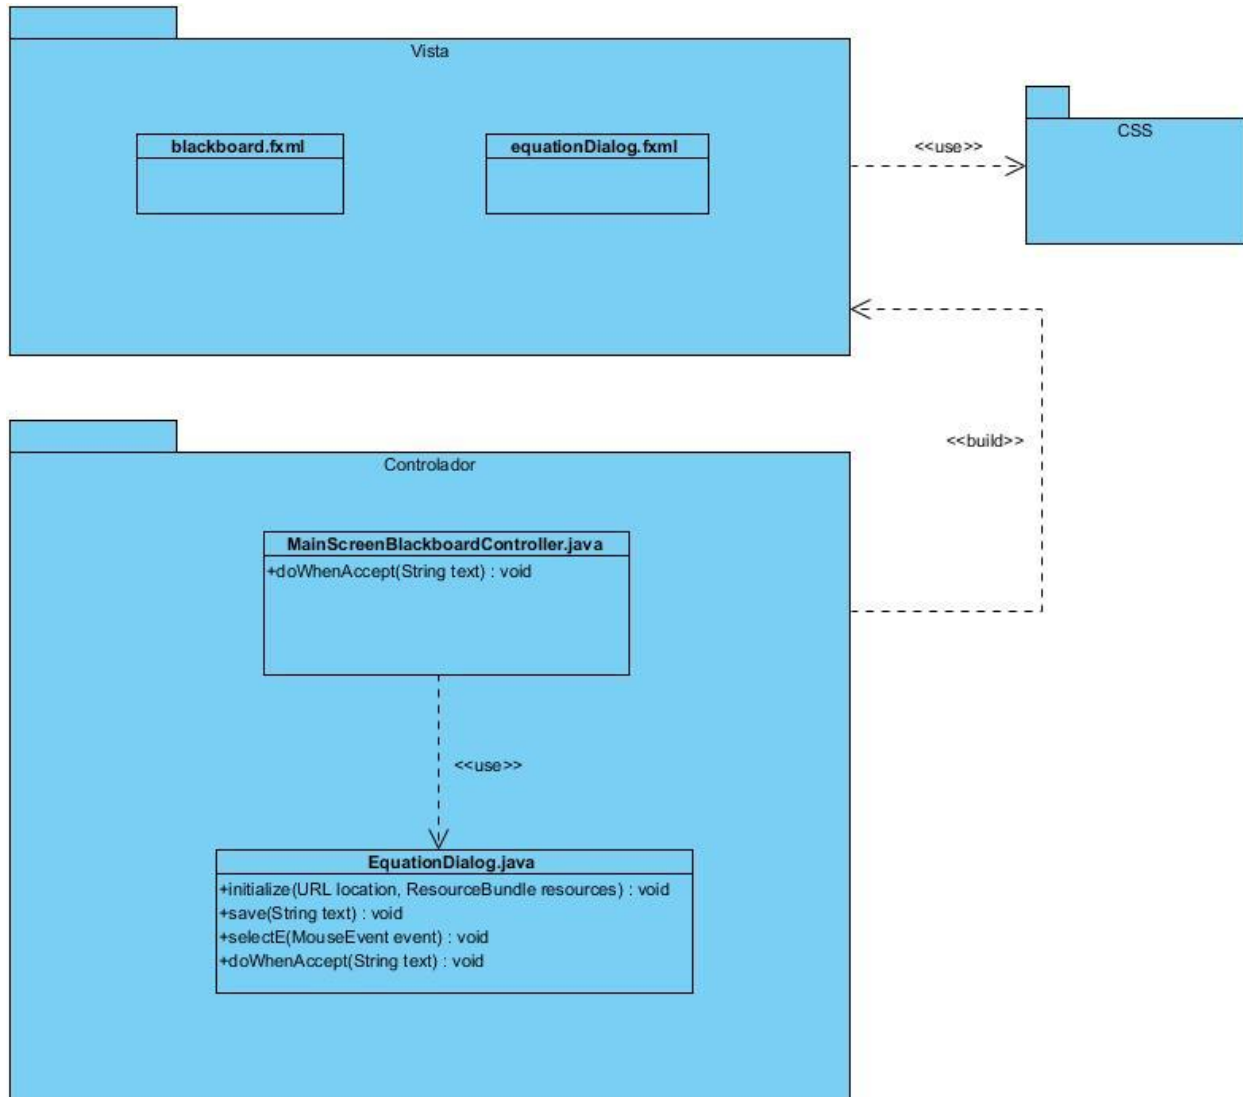 Vista
blackboard.fxml
equationDialog.fxml
<<use>>
CSS
<<build>>
Controlador
MainScreenBlackboardController.java
+doWhenAccept(String text) : void
<<use>>
EquationDialog.java
+initialize(URL location, ResourceBundle resources) : void
+save(String text) : void
+selectE(MouseEvent event) : void
+doWhenAccept(String text) : void